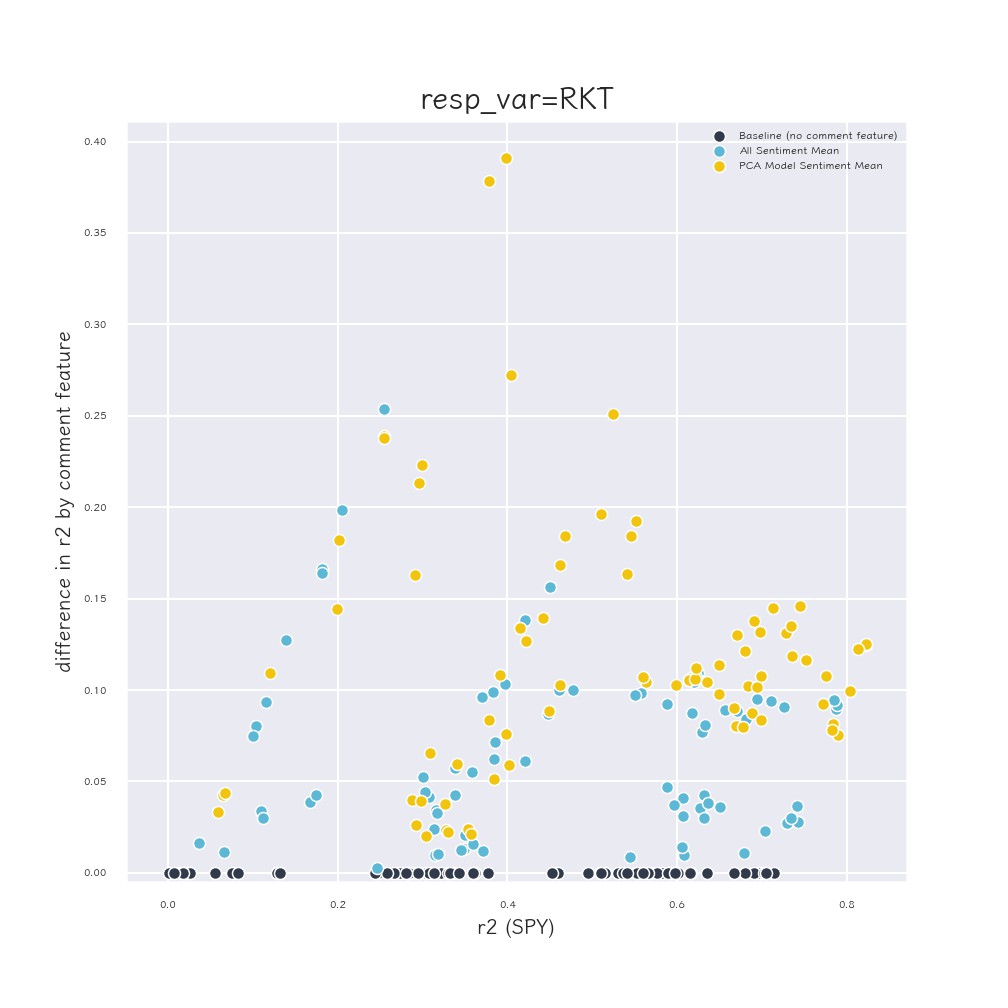 resp_var=RKT
Baseline (no comment feature)
All Sentiment Mean
PCA Model Sentiment Mean
difference in r2 by comment feature
0.40
0.35
0.30
0.25
0.20
0.15
0.10
0.05
0.00
0.0 0.2 0.4 0.6 0.8
r2 (SPY)